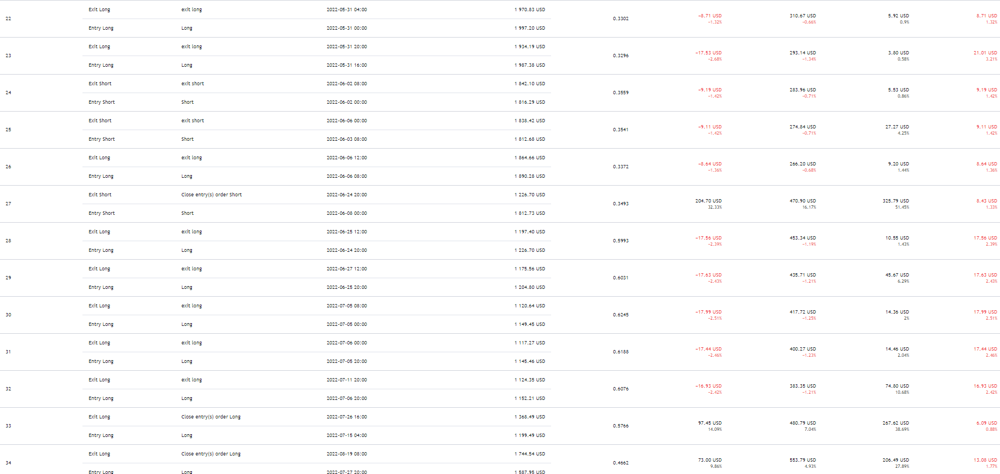 22
Exit Long exit long 2022-05-31 04:00 1 970.83 USD
Entry Long Long 2022-05-31 00:00 1 997.20 USD
0.3302 −8.71 USD 310.67 USD 5.92 USD 8.71 USD
−1.32% −0.66% 0.9% 1.32%
23
Exit Long exit long 2022-05-31 20:00 1 934.19 USD
Entry Long Long 2022-05-31 16:00 1 987.38 USD
0.3296 −17.53 USD 293.14 USD 3.80 USD 21.01 USD
−2.68% −1.34% 0.58% 3.21%
24
Exit Short exit short 2022-06-02 08:00 1 842.10 USD
Entry Short Short 2022-06-02 00:00 1 816.29 USD
0.3559 −9.19 USD 283.96 USD 5.53 USD 9.19 USD
−1.42% −0.71% 0.86% 1.42%
25
Exit Short exit short 2022-06-06 00:00 1 838.42 USD
Entry Short Short 2022-06-03 08:00 1 812.68 USD
0.3541 −9.11 USD 274.84 USD 27.27 USD 9.11 USD
−1.42% −0.71% 4.25% 1.42%
26
Exit Long exit long 2022-06-06 12:00 1 864.66 USD
Entry Long Long 2022-06-06 08:00 1 890.28 USD
0.3372 −8.64 USD 266.20 USD 9.20 USD 8.64 USD
−1.36% −0.68% 1.44% 1.36%
27
Exit Short Close entry(s) order Short 2022-06-24 20:00 1 226.70 USD
Entry Short Short 2022-06-08 00:00 1 812.73 USD
0.3493 204.70 USD 470.90 USD 325.79 USD 8.43 USD
32.33% 16.17% 51.45% 1.33%
28
Exit Long exit long 2022-06-25 12:00 1 197.40 USD
Entry Long Long 2022-06-24 20:00 1 226.70 USD
0.5993 −17.56 USD 453.34 USD 10.55 USD 17.56 USD
−2.39% −1.19% 1.43% 2.39%
29
Exit Long exit long 2022-06-27 12:00 1 175.56 USD
Entry Long Long 2022-06-25 20:00 1 204.80 USD
0.6031 −17.63 USD 435.71 USD 45.67 USD 17.63 USD
−2.43% −1.21% 6.29% 2.43%
30
Exit Long exit long 2022-07-05 08:00 1 120.64 USD
Entry Long Long 2022-07-05 00:00 1 149.45 USD
0.6245 −17.99 USD 417.72 USD 14.36 USD 17.99 USD
−2.51% −1.25% 2% 2.51%
31
Exit Long exit long 2022-07-06 00:00 1 117.27 USD
Entry Long Long 2022-07-05 20:00 1 145.46 USD
0.6188 −17.44 USD 400.27 USD 14.46 USD 17.44 USD
−2.46% −1.23% 2.04% 2.46%
32
Exit Long exit long 2022-07-11 20:00 1 124.35 USD
Entry Long Long 2022-07-06 20:00 1 152.21 USD
0.6076 −16.93 USD 383.35 USD 74.80 USD 16.93 USD
−2.42% −1.21% 10.68% 2.42%
33
Exit Long Close entry(s) order Long 2022-07-26 16:00 1 368.49 USD
Entry Long Long 2022-07-15 04:00 1 199.49 USD
0.5766 97.45 USD 480.79 USD 267.62 USD 6.09 USD
14.09% 7.04% 38.69% 0.88%
34
Exit Long Close entry(s) order Long 2022-08-19 08:00 1 744.54 USD
Entry Long Long 2022-07-27 20:00 1 587.95 USD
0.4662 73.00 USD 553.79 USD 206.49 USD 13.08 USD
9.86% 4.93% 27.89% 1.77%